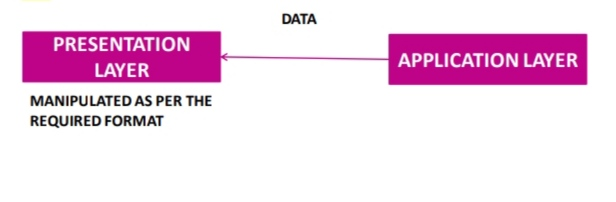 DATA
PRESENTATION
LAYER
APPLICATION LAYER
MANIPULATED AS PER THE
REQUIRED FORMAT